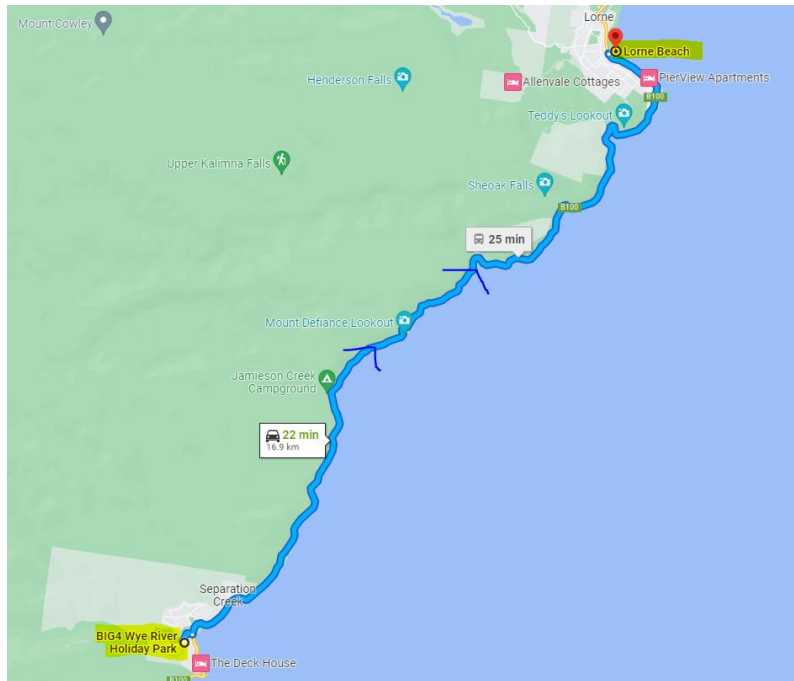 Lorne
Mount Cowley
Lorne Beach
Henderson Falls
Allenvale Cottages
PierView Apartments
B100
Teddy's Lookout
Upper Kalimna Falls
Sheoak Falls
B100
25 min
Mount Defiance Lookout
Jamieson Creek
Campground
22 min
16.9 km
Separation
Creek
BIG4 Wye River
Holiday Park
The Deck House
B100